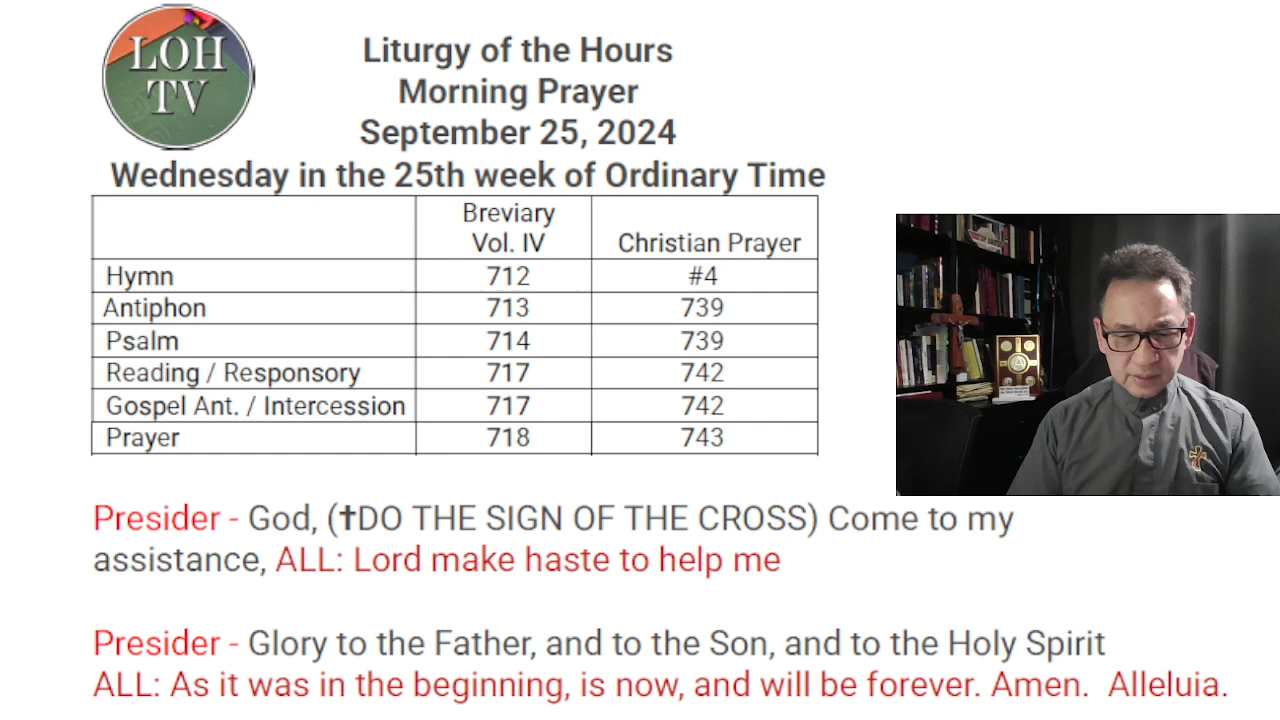 LOH
TV
Liturgy of the Hours
Morning Prayer
September 25, 2024
Wednesday in the 25th week of Ordinary Time
Breviary
Vol. IV
Christian Prayer
Hymn 712 #4
Antiphon 713 739
Psalm 714 739
Reading / Responsory 717 742
Gospel Ant. / Intercession 717 742
Prayer 718 743
Presider - God, (✝DO THE SIGN OF THE CROSS) Come to my
assistance, ALL: Lord make haste to help me
Presider - Glory to the Father, and to the Son, and to the Holy Spirit
ALL: As it was in the beginning, is now, and will be forever. Amen.  Alleluia.